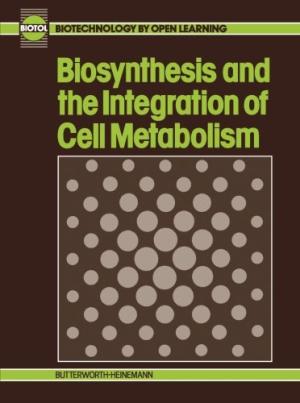 BIOTOL
BIOTECHNOLOGY BY OPEN LEARNING
Biosynthesis and
the Integration of
Cell Metabolism
BUTTERWORTH-HEINEMANN